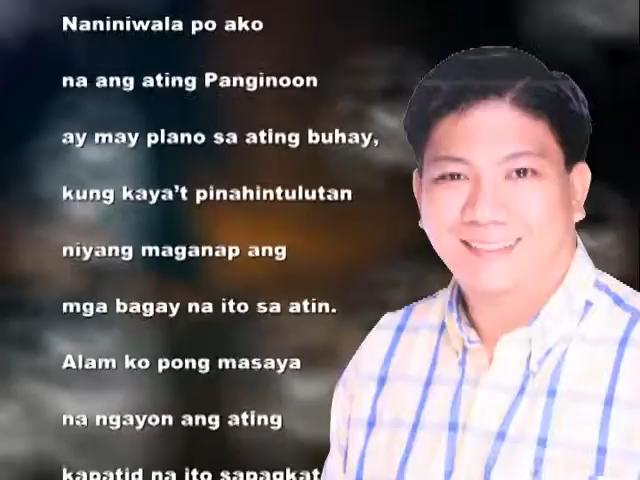 Naniniwala po ako
na ang ating Panginoon
ay may plano sa ating buhay,
kung kaya't pinahintulutan
niyang maganap ang
mga bagay na ito sa atin.
Alam ko pong masaya
na ngayon ang ating
kapatid na ito sapagkat